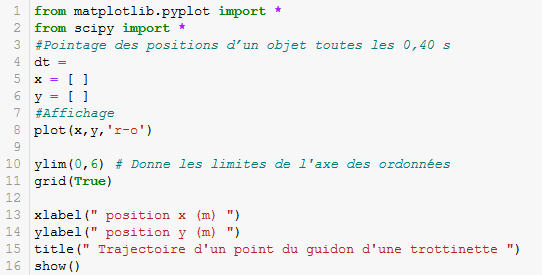 1 from matplotlib.pyplot import *
2 from scipy import *
3 #Pointage des positions d’un objet toutes les 0,40 s
4 dt =
5 x = [ ]
6 y = [ ]
7 #Affichage
8 plot(x,y,'r-o')
9
10 ylim(0,6) # Donne les limites de l'axe des ordonnées
11 grid(True)
12
13 xlabel(" position x (m) ")
14 ylabel(" position y (m) ")
15 title(" Trajectoire d'un point du guidon d'une trottinette ")
16 show()